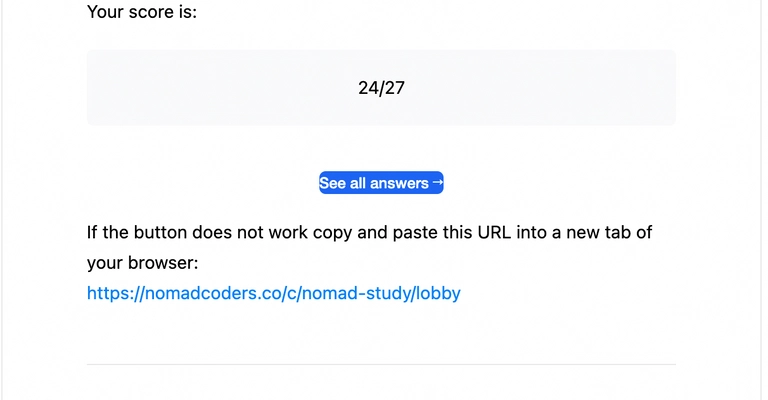 Your score is:
24/27
See all answers →
If the button does not work copy and paste this URL into a new tab of
your browser:
https://nomadcoders.co/c/nomad-study/lobby